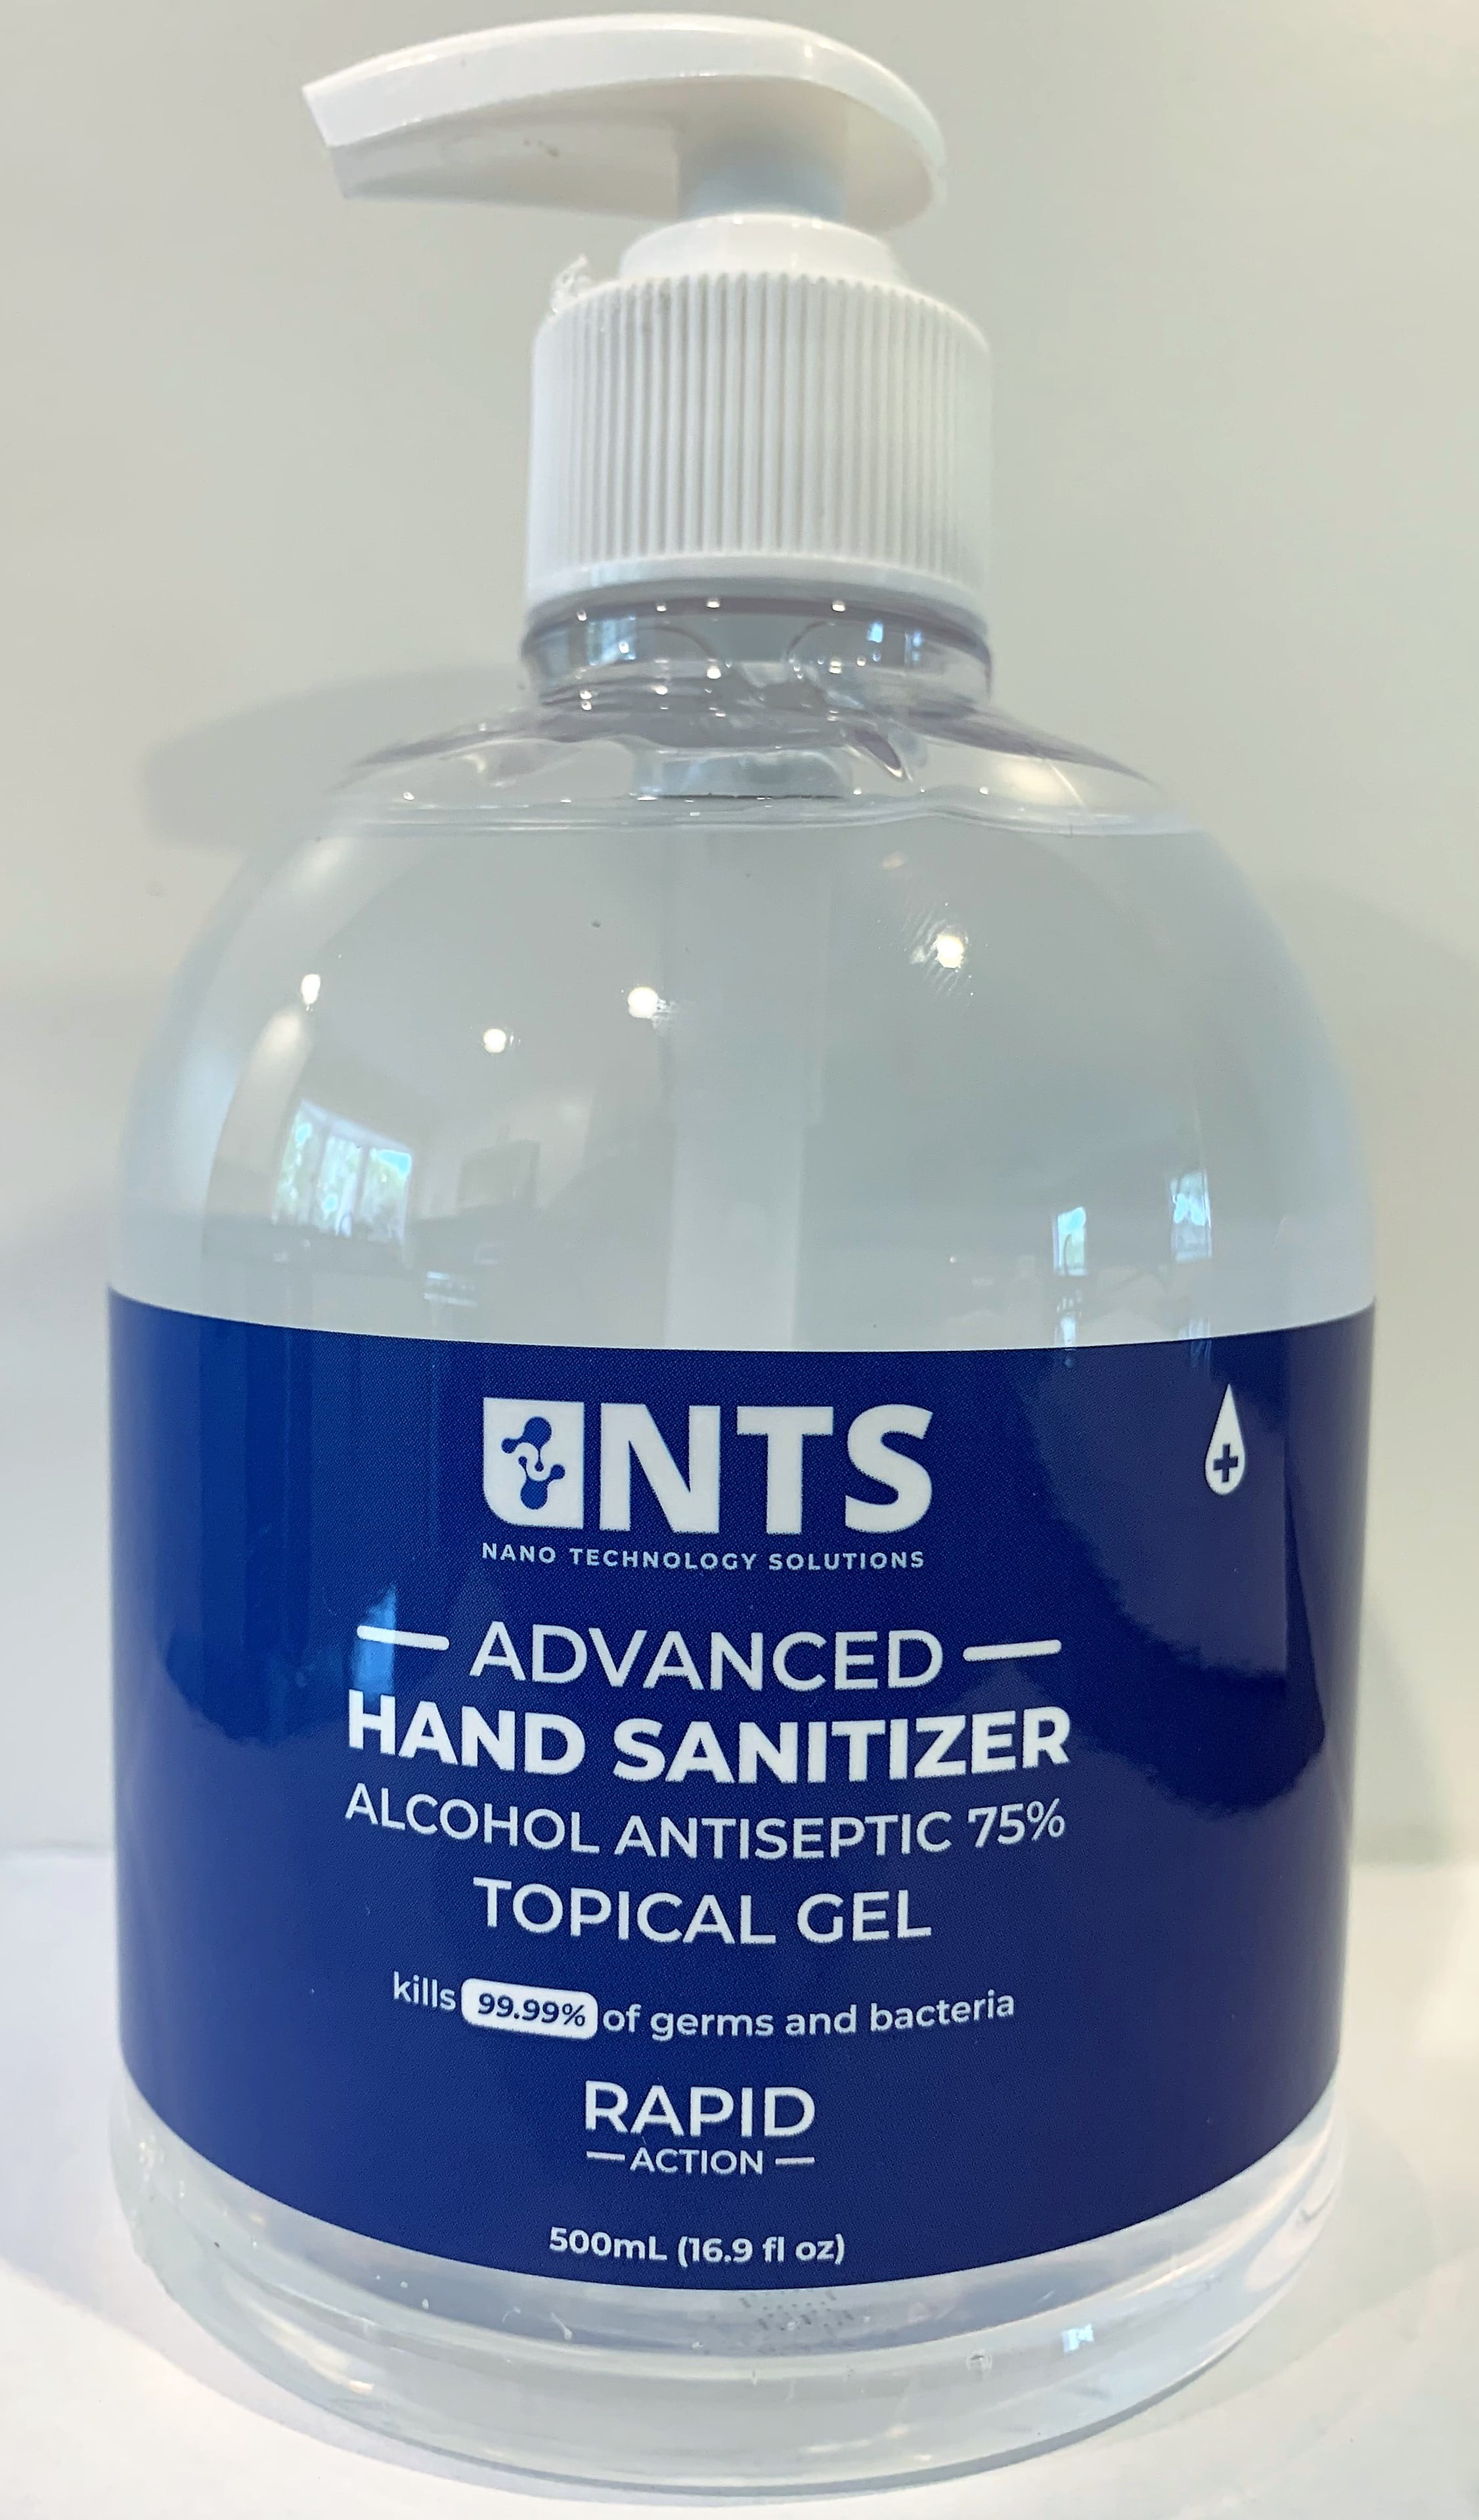 NTS
NANO TECHNOLOGY SOLUTIONS
ADVANCED
HAND SANITIZER
ALCOHOL ANTISEPTIC 75%
TOPICAL GEL
kills 99.99% of germs and bacteria
RAPID
ACTION
500mL (16.9 fl oz)